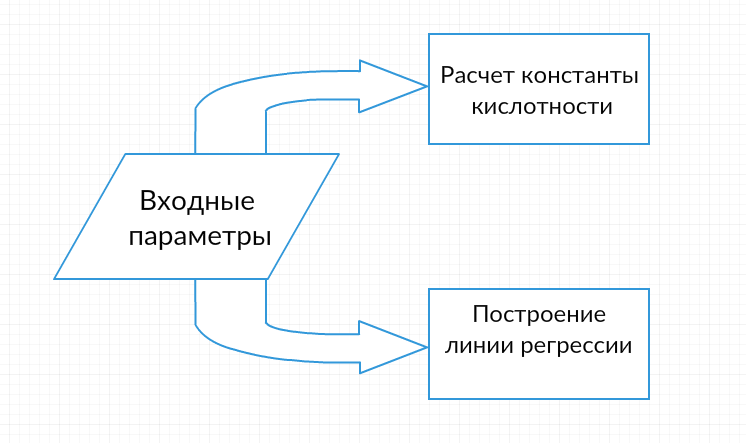 Расчет константы
кислотности
Входные
параметры
Построение
линии регрессии